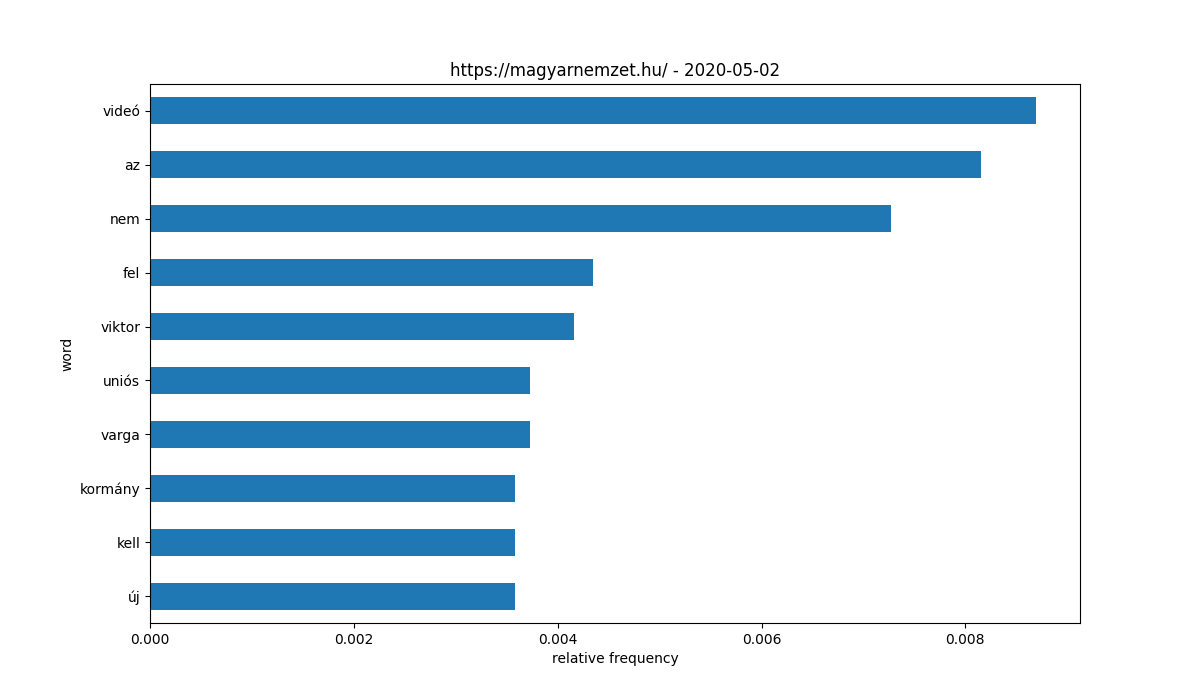 https://magyarnemzet.hu/ - 2020-05-02
word
videó
az
nem
fel
viktor
uniós
varga
kormány
kell
új
0.000 0.002 0.004 0.006 0.008
relative frequency